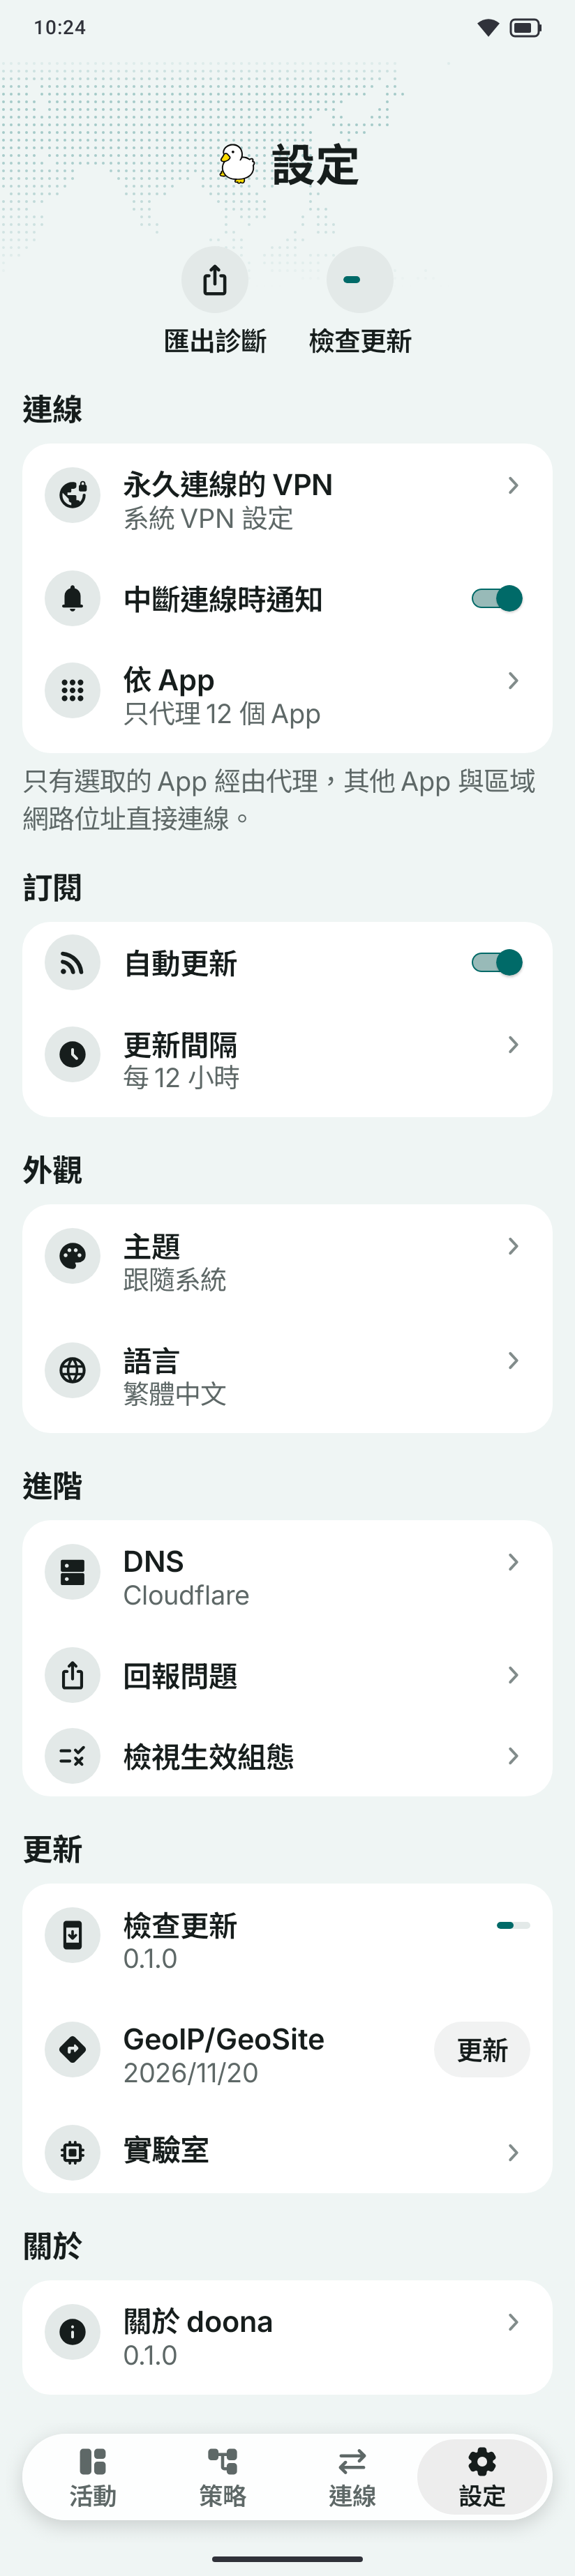 10:24
設定
匯出診斷
檢查更新
連線
永久連線的 VPN
系統 VPN 設定
中斷連線時通知
依 App
只代理 12 個 App
只有選取的 App 經由代理，其他 App 與區域
網路位址直接連線。
訂閱
自動更新
更新間隔
每 12 小時
外觀
主題
跟隨系統
語言
繁體中文
進階
DNS
Cloudflare
回報問題
檢視生效組態
更新
檢查更新
0.1.0
GeoIP/GeoSite
2026/11/20
更新
實驗室
關於
關於 doona
0.1.0
活動
策略
連線
設定